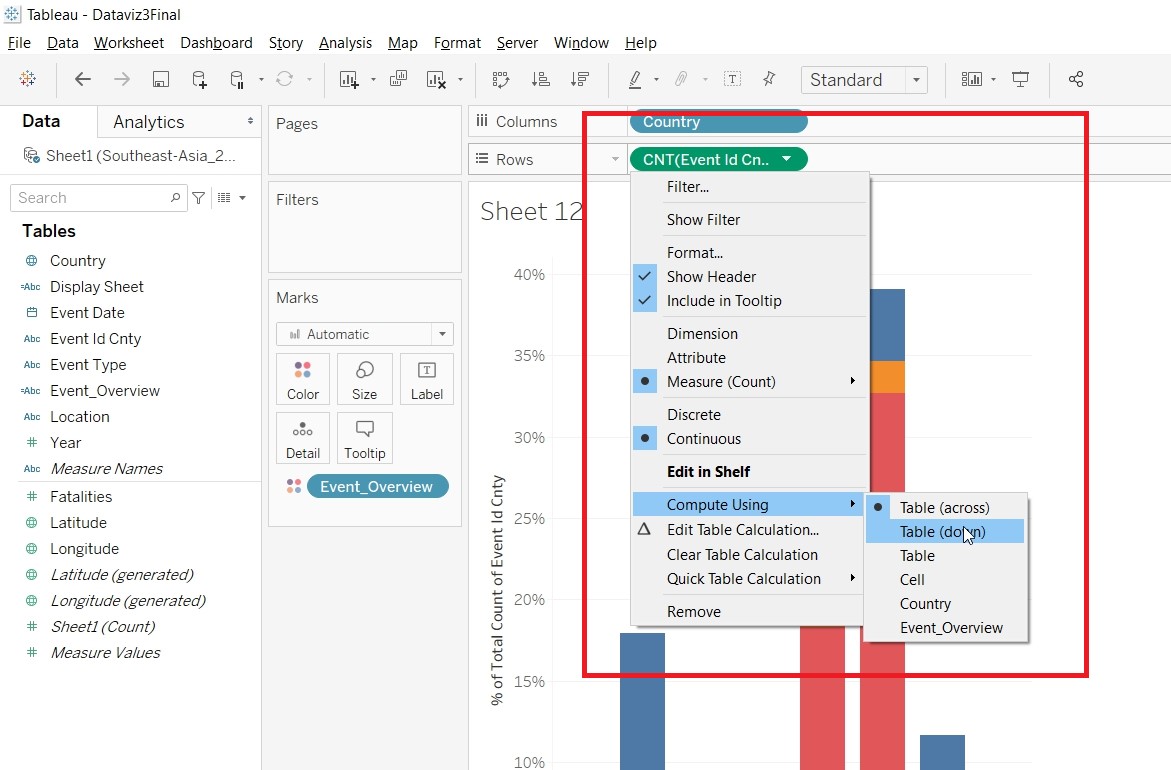 Tableau - Dataviz3Final
File Data Worksheet Dashboard Story Analysis Map Format Server Window Help
Standard
Data Analytics
Sheet1 (Southeast-Asia_2...
Search
Tables
Country
=Abc Display Sheet
Event Date
Abc Event Id Cnty
Abc Event Type
=Abc Event_Overview
Abc Location
# Year
Abc Measure Names
# Fatalities
# Latitude
# Longitude
Latitude (generated)
Longitude (generated)
# Sheet1 (Count)
# Measure Values
Pages
Filters
Marks
Automatic
Color Size Label
Detail Tooltip
Event_Overview
Columns Country
Rows CNT(Event Id Cn..
Sheet 12
% of Total Count of Event Id Cnty
40%
35%
30%
25%
20%
15%
10%
Filter...
Show Filter
Format...
Show Header
Include in Tooltip
Dimension
Attribute
Measure (Count)
Discrete
Continuous
Edit in Shelf
Compute Using
Edit Table Calculation...
Clear Table Calculation
Quick Table Calculation
Remove
Table (across)
Table (down)
Table
Cell
Country
Event_Overview